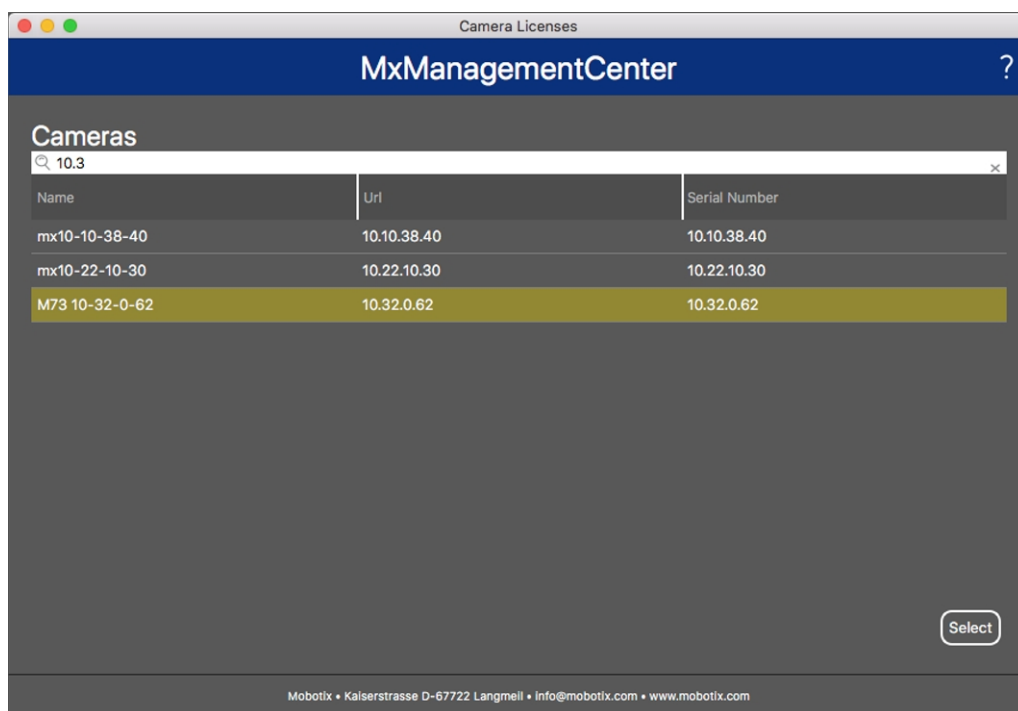 Camera Licenses
MxManagementCenter ?
Cameras
10.3 ×
Name Url Serial Number
mx10-10-38-40 10.10.38.40 10.10.38.40
mx10-22-10-30 10.22.10.30 10.22.10.30
M73 10-32-0-62 10.32.0.62 10.32.0.62
Select
Mobotix • Kaiserstrasse D-67722 Langmeil • info@mobotix.com • www.mobotix.com